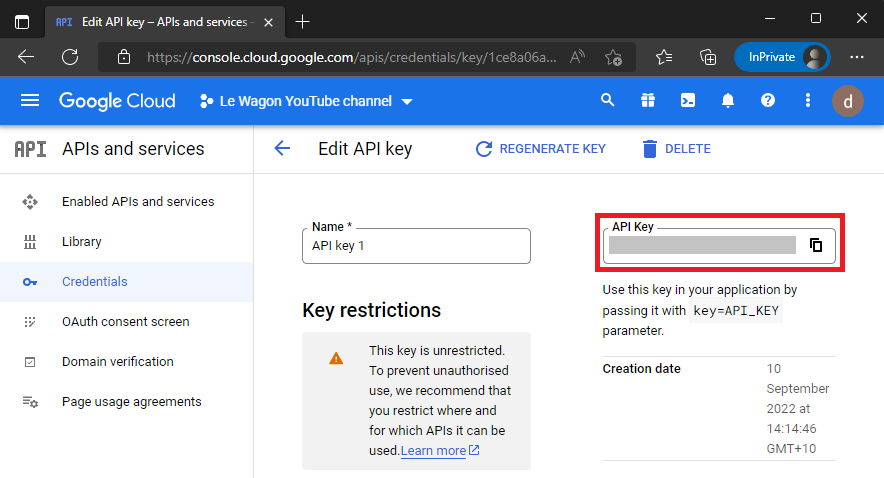 API Edit API key – APIs and services –
https://console.cloud.google.com/apis/credentials/key/1ce8a06a...
InPrivate
Google Cloud
Le Wagon YouTube channel
d
API APIs and services
Edit API key
REGENERATE KEY
DELETE
Enabled APIs and services
Library
Credentials
OAuth consent screen
Domain verification
Page usage agreements
Name *
API key 1
Key restrictions
This key is unrestricted.
To prevent unauthorised
use, we recommend that
you restrict where and
for which APIs it can be
used.Learn more
API Key
Use this key in your application by
passing it with key=API_KEY
parameter.
Creation date
10
September
2022 at
14:14:46
GMT+10